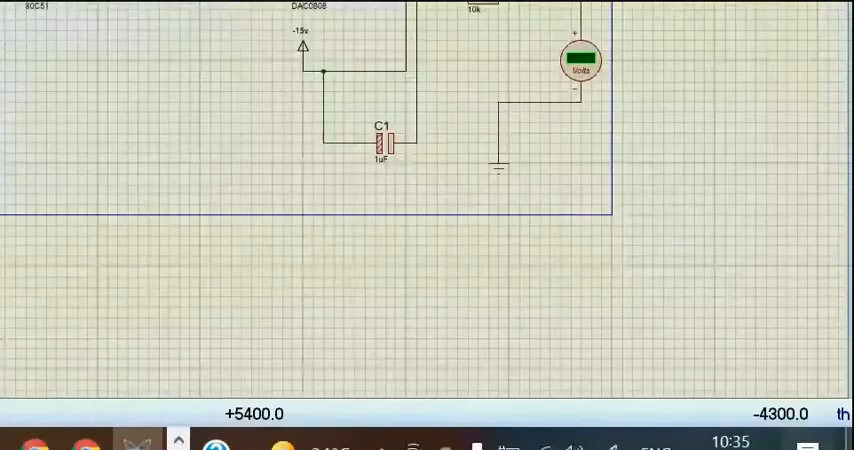 80C51
DAC0808
10k
-15v
+
Volts
-
C1
1uF
+5400.0
-4300.0
th
10:35